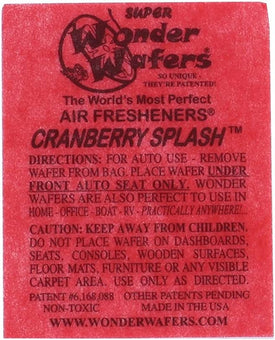 SUPER
Wonder
Wafers®
SO UNIQUE -
THEY'RE PATENTED!
The World's Most Perfect
AIR FRESHENERS®
CRANBERRY SPLASH™
DIRECTIONS: FOR AUTO USE - REMOVE
WAFER FROM BAG. PLACE WAFER UNDER
FRONT AUTO SEAT ONLY. WONDER
WAFERS ARE ALSO PERFECT TO USE IN
HOME - OFFICE - BOAT - RV - PRACTICALLY ANYWHERE!...
CAUTION: KEEP AWAY FROM CHILDREN.
DO NOT PLACE WAFER ON DASHBOARDS,
SEATS, CONSOLES, WOODEN SURFACES,
FLOOR MATS, FURNITURE OR ANY VISIBLE
CARPET AREA. USE ONLY AS DIRECTED.
PATENT #6,168,088 OTHER PATENTS PENDING
NON-TOXIC MADE IN THE USA
WWW.WONDERWAFERS.COM